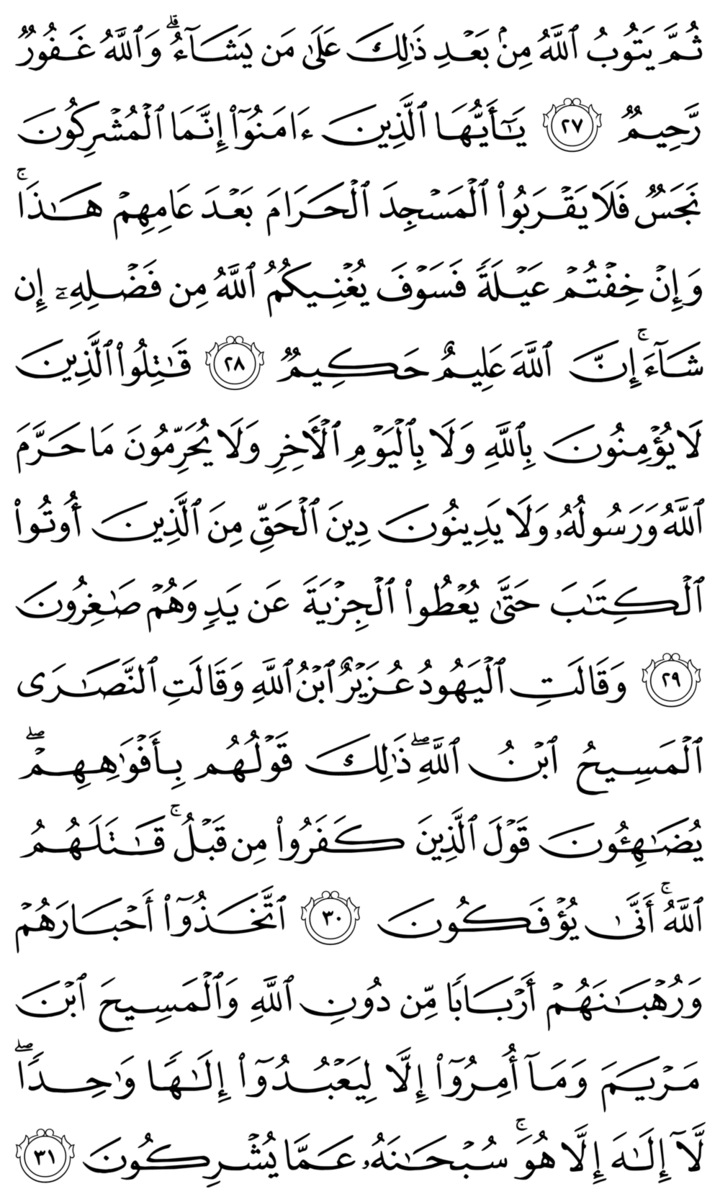 ثُمَّ يَتُوبُ ٱللَّهُ مِنۢ بَعۡدِ ذَٰلِكَ عَلَىٰ مَن يَشَآءُۗ وَٱللَّهُ غَفُورٞ
رَّحِيمٞ ٢٧ يَٰٓأَيُّهَا ٱلَّذِينَ ءَامَنُوٓاْ إِنَّمَا ٱلۡمُشۡرِكُونَ
نَجَسٞ فَلَا يَقۡرَبُواْ ٱلۡمَسۡجِدَ ٱلۡحَرَامَ بَعۡدَ عَامِهِمۡ هَٰذَاۚ
وَإِنۡ خِفۡتُمۡ عَيۡلَةٗ فَسَوۡفَ يُغۡنِيكُمُ ٱللَّهُ مِن فَضۡلِهِۦٓ إِن
شَآءَۚ إِنَّ ٱللَّهَ عَلِيمٌ حَكِيمٞ ٢٨ قَٰتِلُواْ ٱلَّذِينَ
لَا يُؤۡمِنُونَ بِٱللَّهِ وَلَا بِٱلۡيَوۡمِ ٱلۡأٓخِرِ وَلَا يُحَرِّمُونَ مَا حَرَّمَ
ٱللَّهُ وَرَسُولُهُۥ وَلَا يَدِينُونَ دِينَ ٱلۡحَقِّ مِنَ ٱلَّذِينَ أُوتُواْ
ٱلۡكِتَٰبَ حَتَّىٰ يُعۡطُواْ ٱلۡجِزۡيَةَ عَن يَدٖ وَهُمۡ صَٰغِرُونَ
٢٩ وَقَالَتِ ٱلۡيَهُودُ عُزَيۡرٌ ٱبۡنُ ٱللَّهِ وَقَالَتِ ٱلنَّصَٰرَى
ٱلۡمَسِيحُ ٱبۡنُ ٱللَّهِۖ ذَٰلِكَ قَوۡلُهُم بِأَفۡوَٰهِهِمۡۖ
يُضَٰهِـُٔونَ قَوۡلَ ٱلَّذِينَ كَفَرُواْ مِن قَبۡلُۚ قَٰتَلَهُمُ
ٱللَّهُۚ أَنَّىٰ يُؤۡفَكُونَ ٣٠ ٱتَّخَذُوٓاْ أَحۡبَارَهُمۡ
وَرُهۡبَٰنَهُمۡ أَرۡبَابٗا مِّن دُونِ ٱللَّهِ وَٱلۡمَسِيحَ ٱبۡنَ
مَرۡيَمَ وَمَآ أُمِرُوٓاْ إِلَّا لِيَعۡبُدُوٓاْ إِلَٰهٗا وَٰحِدٗاۖ
لَّآ إِلَٰهَ إِلَّا هُوَۚ سُبۡحَٰنَهُۥ عَمَّا يُشۡرِكُونَ ٣١